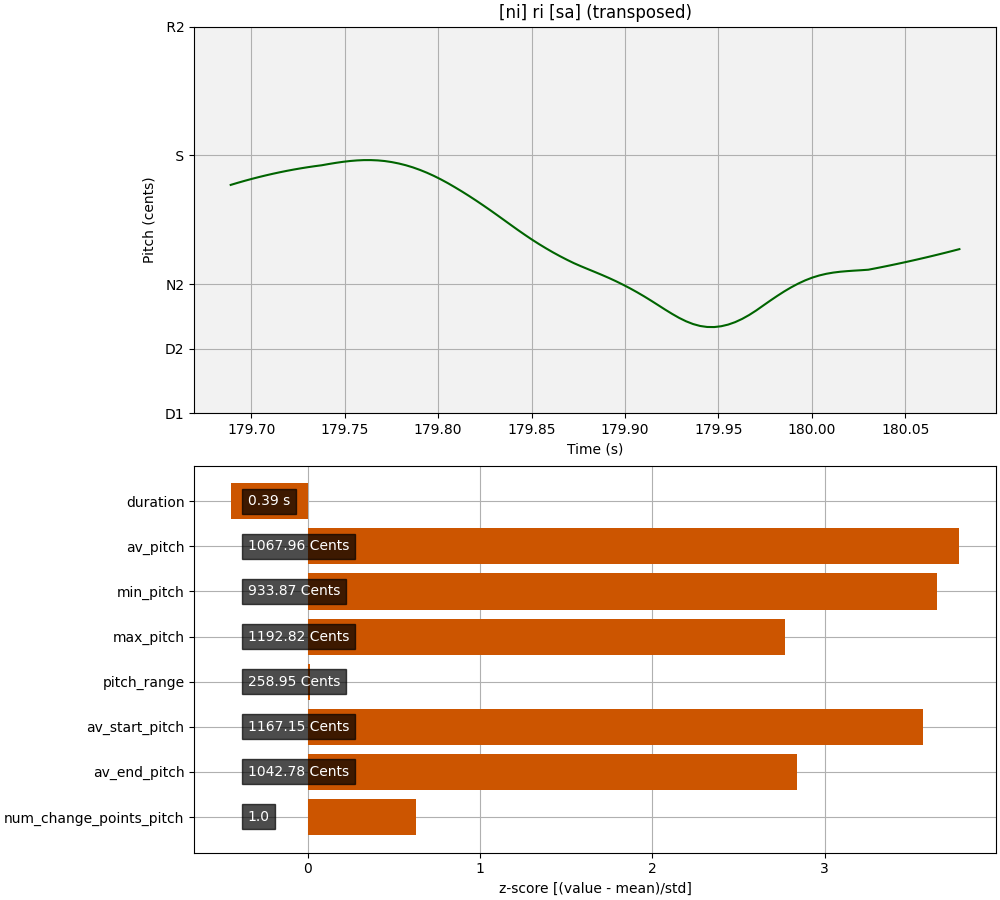 [ni] ri [sa] (transposed)
R2
S
N2
D2
D1
Pitch (cents)
179.70 179.75 179.80 179.85 179.90 179.95 180.00 180.05
Time (s)
duration 0.39 s
av_pitch 1067.96 Cents
min_pitch 933.87 Cents
max_pitch 1192.82 Cents
pitch_range 258.95 Cents
av_start_pitch 1167.15 Cents
av_end_pitch 1042.78 Cents
num_change_points_pitch 1.0
0 1 2 3
z-score [(value - mean)/std]